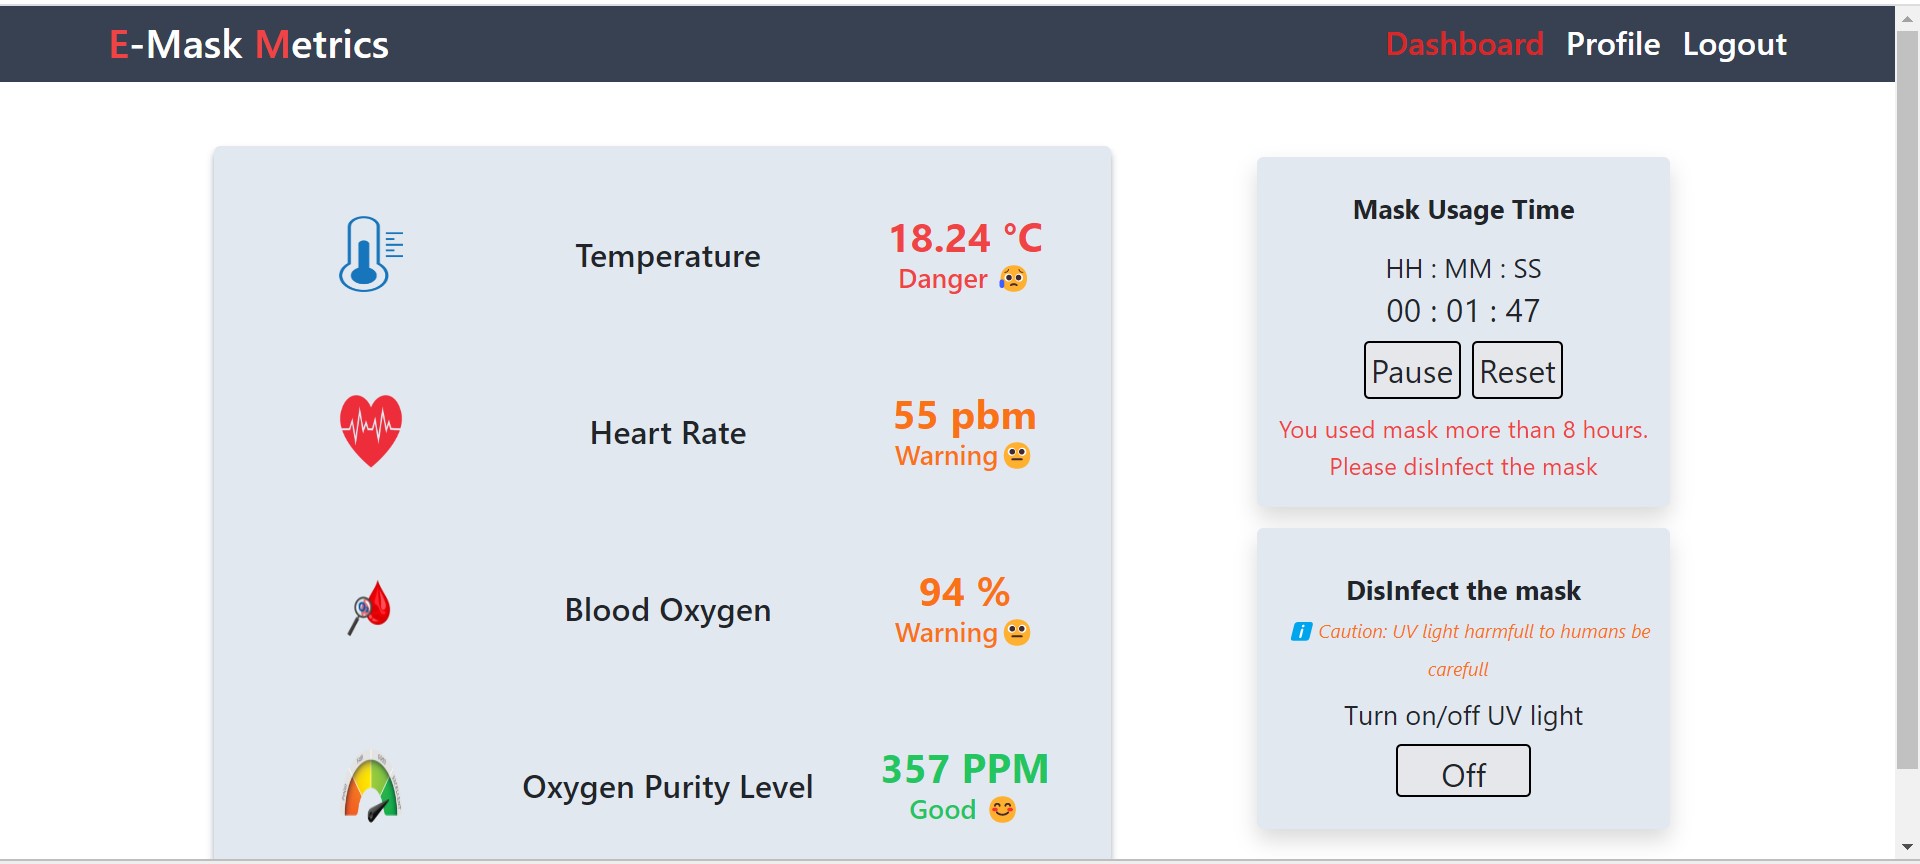 E-Mask Metrics
Dashboard Profile Logout
Temperature
18.24 °C
Danger 😥
Heart Rate
55 pbm
Warning 😐
Blood Oxygen
94 %
Warning 😐
Oxygen Purity Level
357 PPM
Good 😊
Mask Usage Time
HH : MM : SS
00 : 01 : 47
Pause Reset
You used mask more than 8 hours.
Please disInfect the mask
DisInfect the mask
ℹ️ Caution: UV light harmfull to humans be
carefull
Turn on/off UV light
Off